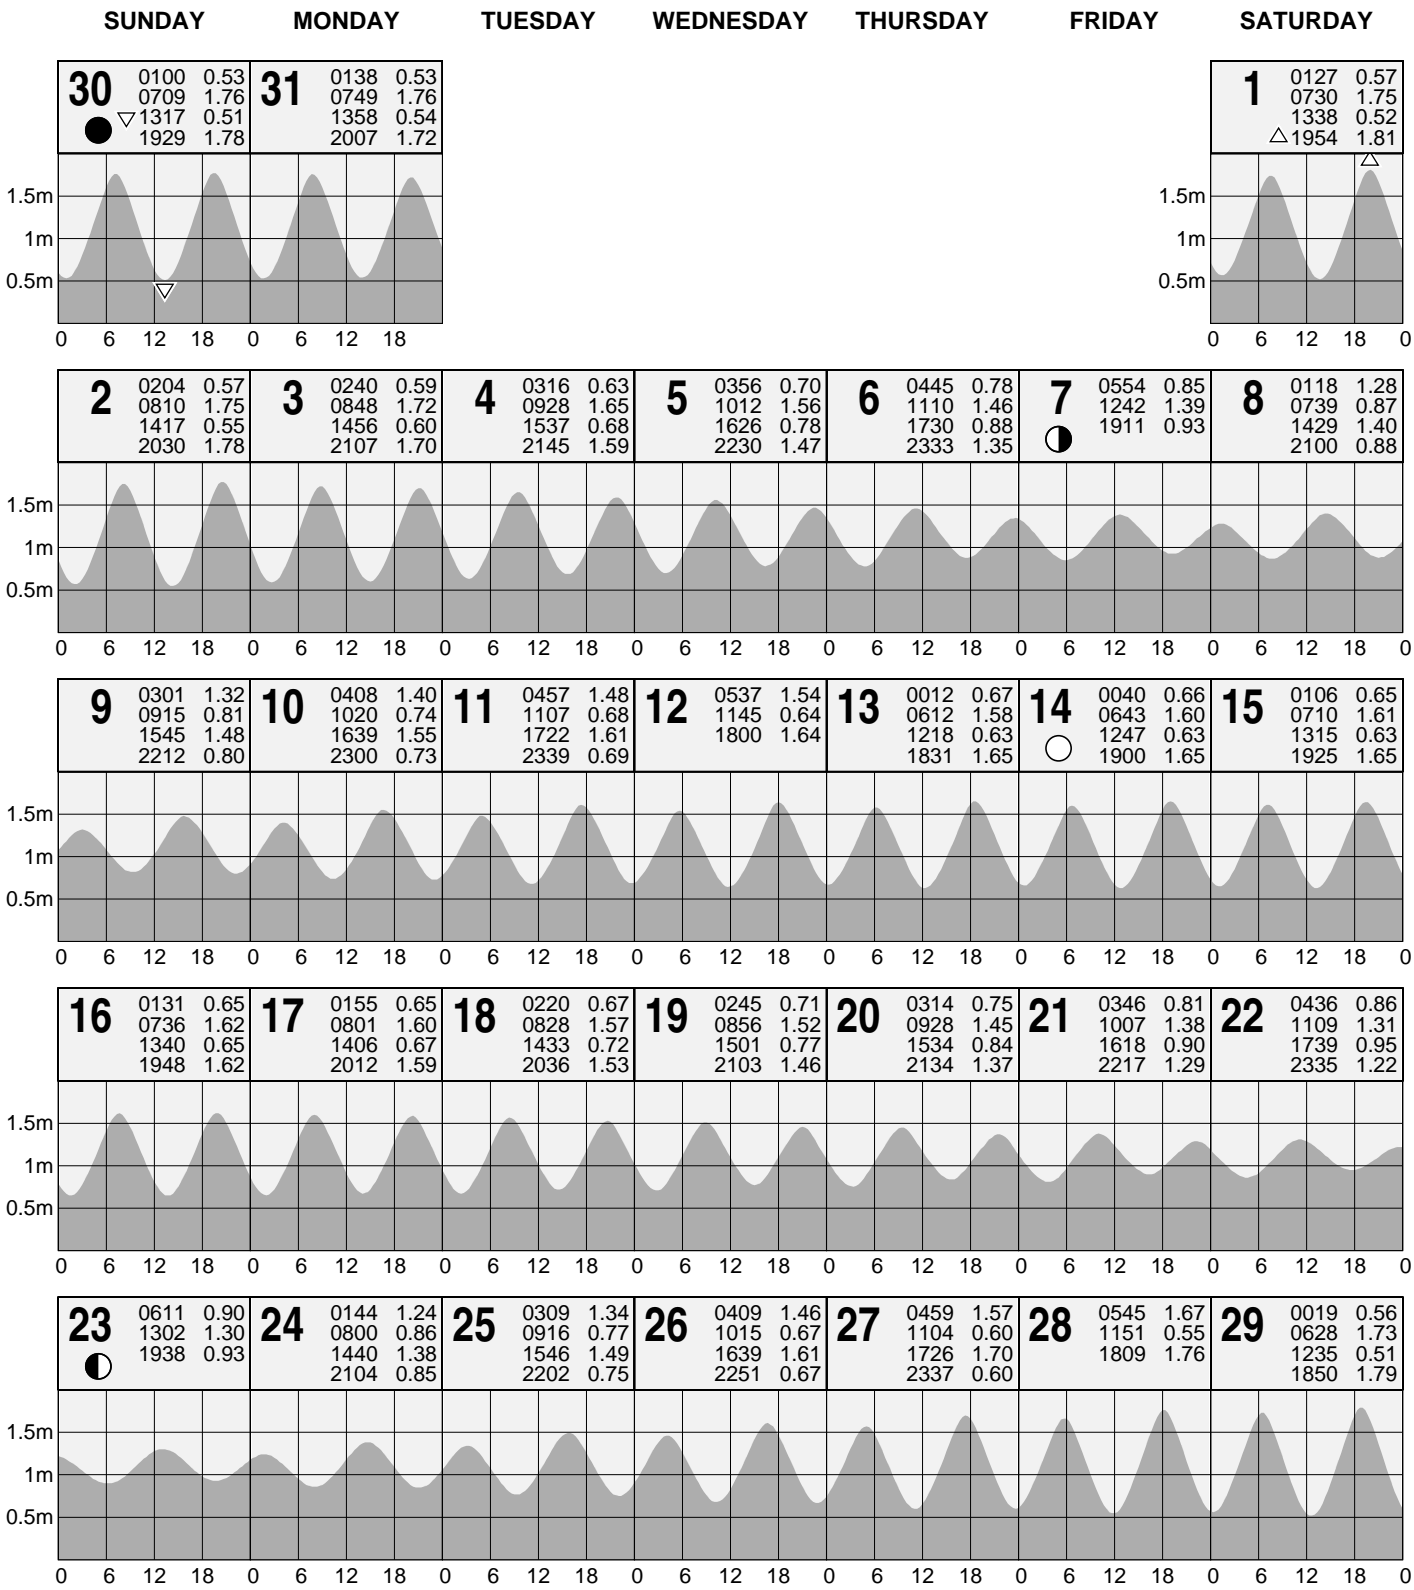 SUNDAY MONDAY TUESDAY WEDNESDAY THURSDAY FRIDAY SATURDAY
30 0100 0.53 31 0138 0.53 1 0127 0.57
0709 1.76 0749 1.76 0730 1.75
1317 0.51 1358 0.54 1338 0.52
1929 1.78 2007 1.72 1954 1.81
1.5m 1.5m
1m 1m
0.5m 0.5m
0 6 12 18 0 6 12 18 0 6 12 18 0
2 0204 0.57 3 0240 0.59 4 0316 0.63 5 0356 0.70 6 0445 0.78 7 0554 0.85 8 0118 1.28
0810 1.75 0848 1.72 0928 1.65 1012 1.56 1110 1.46 1242 1.39 0739 0.87
1417 0.55 1456 0.60 1537 0.68 1626 0.78 1730 0.88 1911 0.93 1429 1.40
2030 1.78 2107 1.70 2145 1.59 2230 1.47 2333 1.35 2100 0.88
1.5m
1m
0.5m
0 6 12 18 0 6 12 18 0 6 12 18 0 6 12 18 0 6 12 18 0 6 12 18 0 6 12 18 0
9 0301 1.32 10 0408 1.40 11 0457 1.48 12 0537 1.54 13 0012 0.67 14 0040 0.66 15 0106 0.65
0915 0.81 1020 0.74 1107 0.68 1145 0.64 0612 1.58 0643 1.60 0710 1.61
1545 1.48 1639 1.55 1722 1.61 1800 1.64 1218 0.63 1247 0.63 1315 0.63
2212 0.80 2300 0.73 2339 0.69 1831 1.65 1900 1.65 1925 1.65
1.5m
1m
0.5m
0 6 12 18 0 6 12 18 0 6 12 18 0 6 12 18 0 6 12 18 0 6 12 18 0 6 12 18 0
16 0131 0.65 17 0155 0.65 18 0220 0.67 19 0245 0.71 20 0314 0.75 21 0346 0.81 22 0436 0.86
0736 1.62 0801 1.60 0828 1.57 0856 1.52 0928 1.45 1007 1.38 1109 1.31
1340 0.65 1406 0.67 1433 0.72 1501 0.77 1534 0.84 1618 0.90 1739 0.95
1948 1.62 2012 1.59 2036 1.53 2103 1.46 2134 1.37 2217 1.29 2335 1.22
1.5m
1m
0.5m
0 6 12 18 0 6 12 18 0 6 12 18 0 6 12 18 0 6 12 18 0 6 12 18 0 6 12 18 0
23 0611 0.90 24 0144 1.24 25 0309 1.34 26 0409 1.46 27 0459 1.57 28 0545 1.67 29 0019 0.56
1302 1.30 0800 0.86 0916 0.77 1015 0.67 1104 0.60 1151 0.55 0628 1.73
1938 0.93 1440 1.38 1546 1.49 1639 1.61 1726 1.70 1809 1.76 1235 0.51
2104 0.85 2202 0.75 2251 0.67 2337 0.60 1850 1.79
1.5m
1m
0.5m
0 6 12 18 0 6 12 18 0 6 12 18 0 6 12 18 0 6 12 18 0 6 12 18 0 6 12 18 0